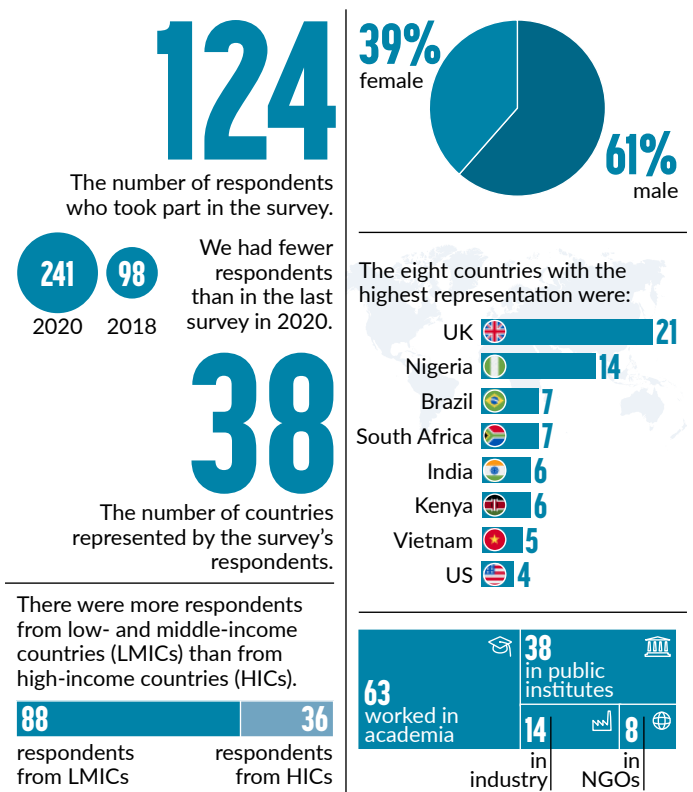 124
The number of respondents
who took part in the survey.
241
98
2020
2018
We had fewer
respondents
than in the last
survey in 2020.
38
The number of countries
represented by the survey's
respondents.
There were more respondents
from low- and middle-income
countries (LMICs) than from
high-income countries (HICs).
88
36
respondents
from LMICs
respondents
from HICs
39%
female
61%
male
The eight countries with the
highest representation were:
UK 21
Nigeria 14
Brazil 7
South Africa 7
India 6
Kenya 6
Vietnam 5
US 4
63
worked in
academia
38
in public
institutes
14
in
industry
8
in
NGOs